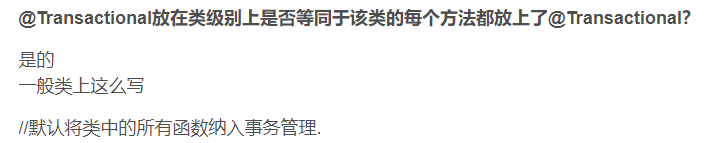 @Transactional放在类级别上是否等同于该类的每个方法都放上了@Transactional?
是的
一般类上这么写
//默认将类中的所有函数纳入事务管理.